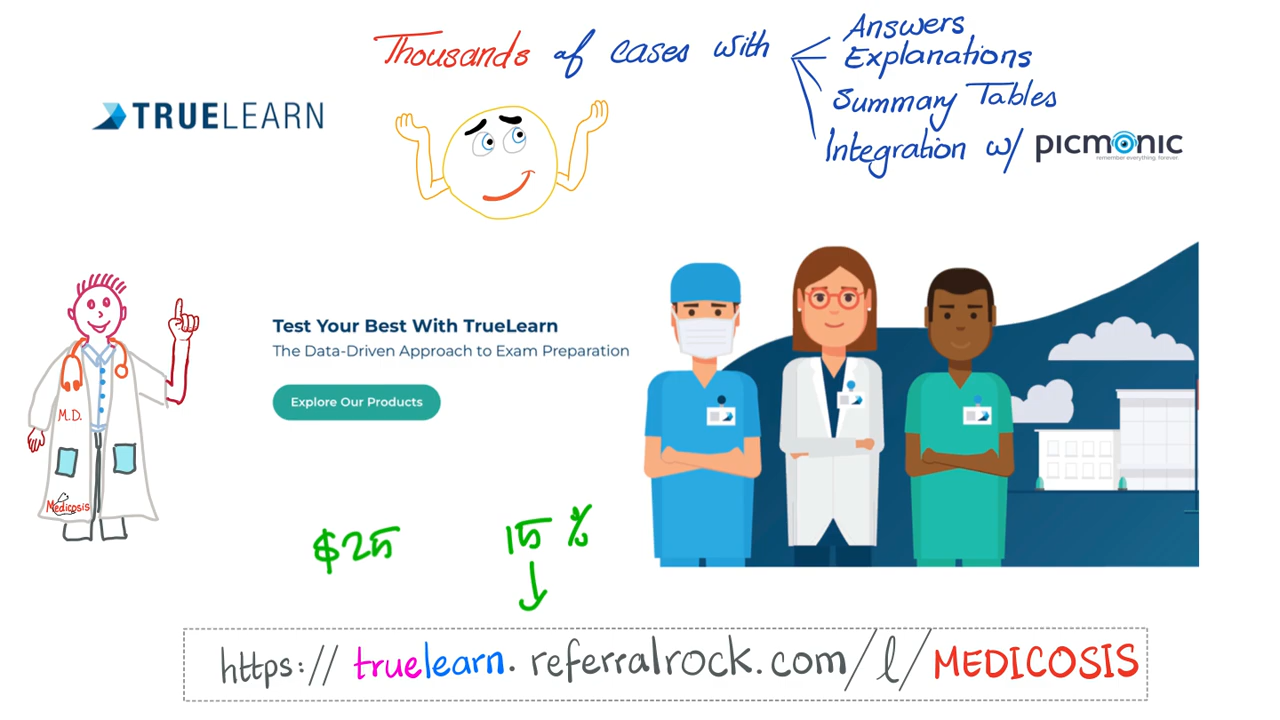 Thousands of cases with
Answers
Explanations
Summary Tables
Integration w/ picmonic
remember everything. forever.
TRUELEARN
Test Your Best With TrueLearn
The Data-Driven Approach to Exam Preparation
Explore Our Products
M.D.
Medicosis
$25
15 %
https://truelearn.referralrock.com/l/MEDICOSIS